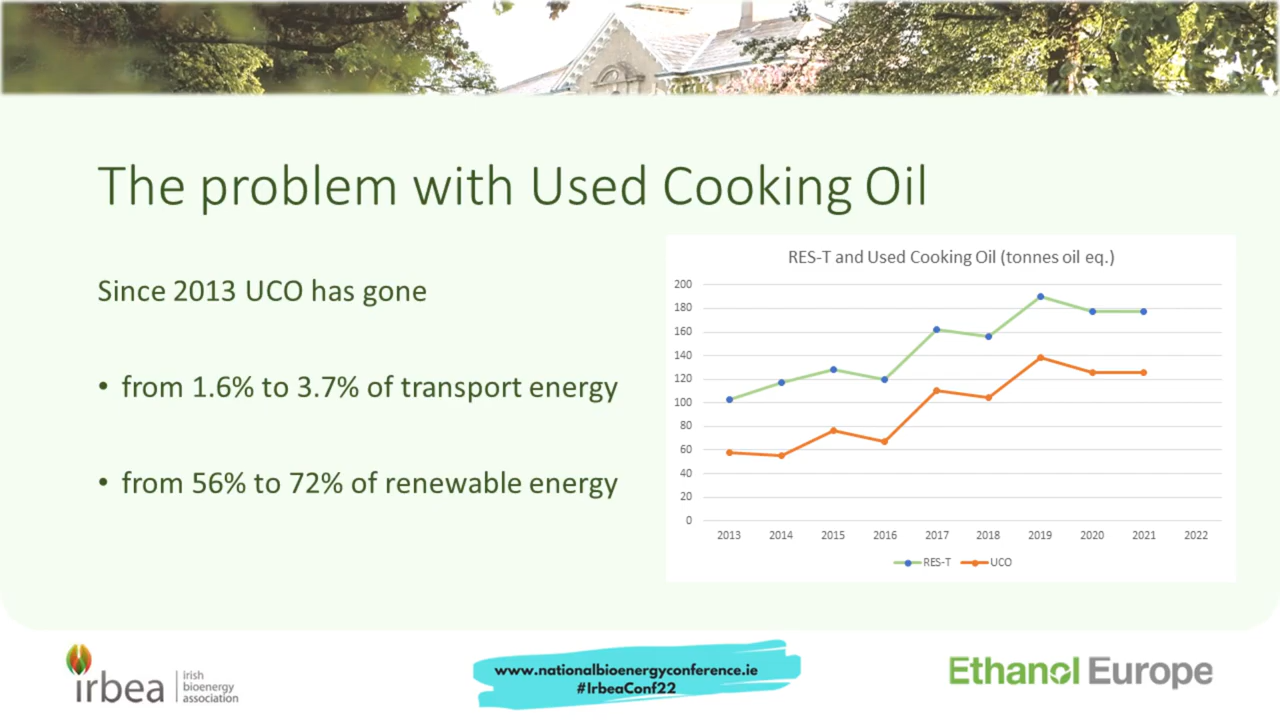 The problem with Used Cooking Oil
Since 2013 UCO has gone
• from 1.6% to 3.7% of transport energy
• from 56% to 72% of renewable energy
RES-T and Used Cooking Oil (tonnes oil eq.)
200
180
160
140
120
100
80
60
40
20
0
2013 2014 2015 2016 2017 2018 2019 2020 2021 2022
RES-T UCO
irbea
irish
bioenergy
association
www.nationalbioenergyconference.ie
#IrbeaConf22
Ethanol Europe